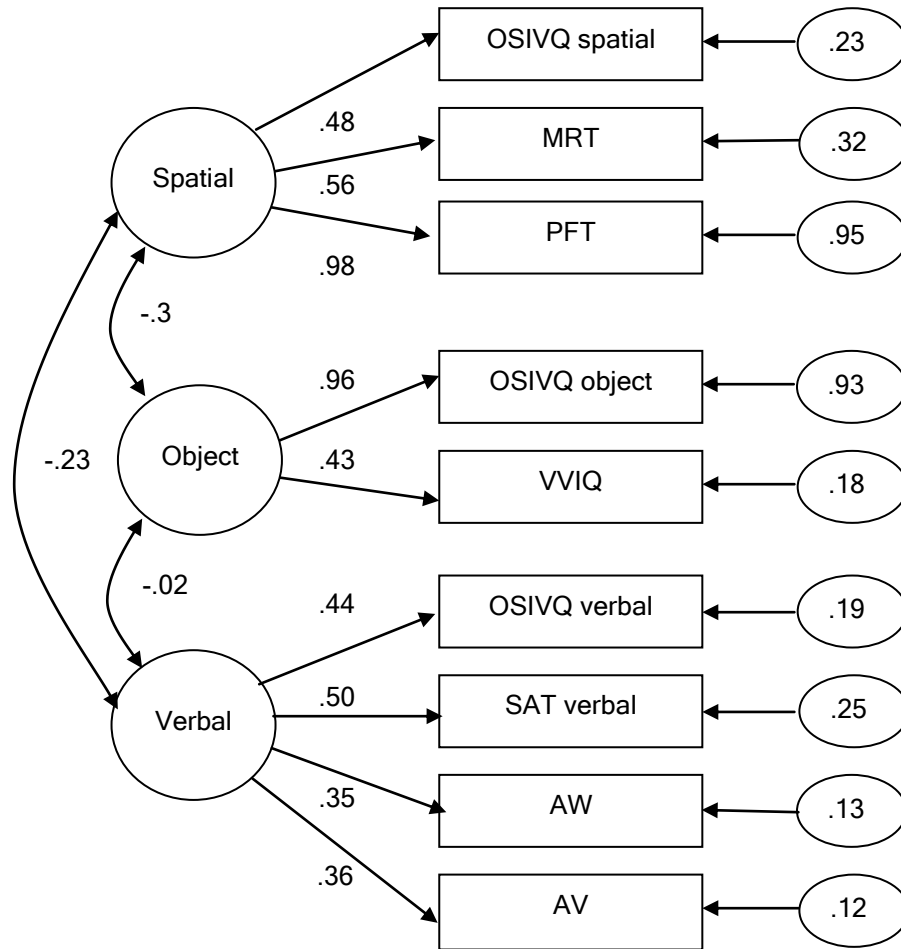 OSIVQ spatial
.23
.48
MRT
.32
Spatial
.56
PFT
.95
.98
-.3
.96
OSIVQ object
.93
-.23
Object
.43
VVIQ
.18
-.02
.44
OSIVQ verbal
.19
Verbal
.50
SAT verbal
.25
.35
AW
.13
.36
AV
.12